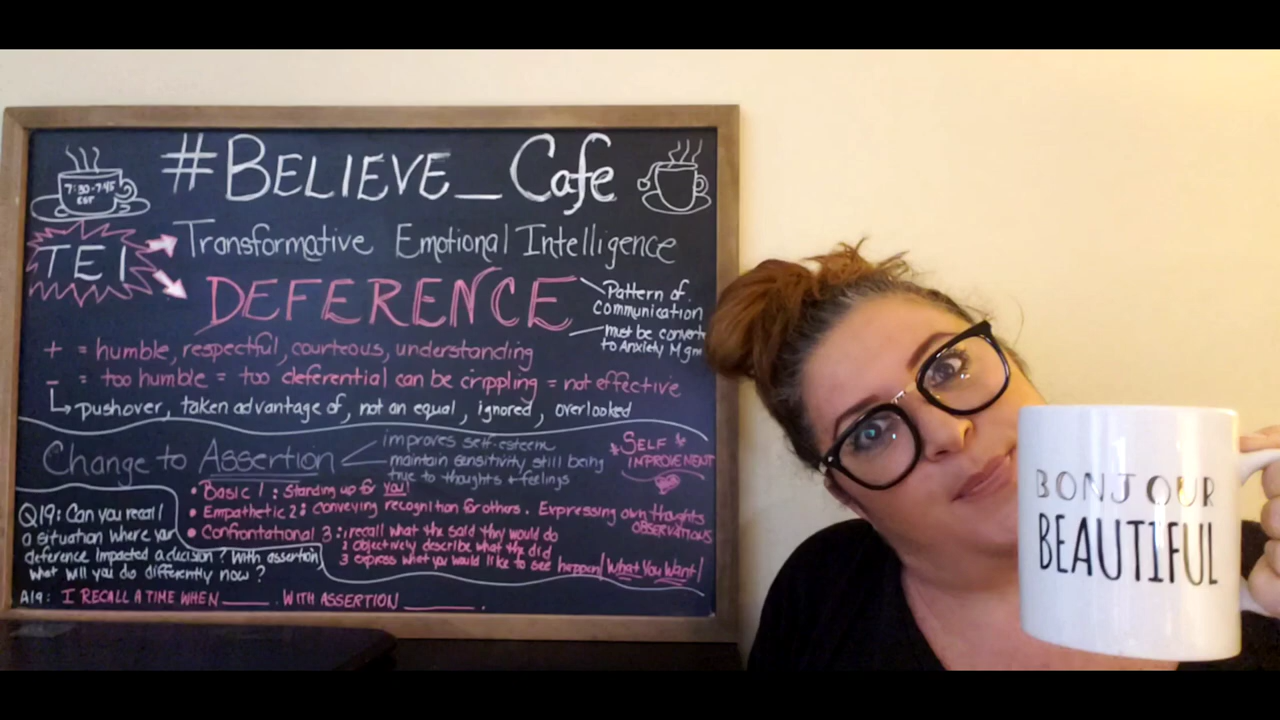 #BELIEVE_Cafe
7:30-7:45
EST
TEI
Transformative Emotional Intelligence
DEFERENCE
Pattern of
communication
must be convert
to Anxiety Mgm
+ = humble, respectful, courteous, understanding
- = too humble = too deferential can be crippling = not effective
pushover, taken advantage of, not an equal, ignored, overlooked
Change to Assertion
improves self-esteem
maintain sensitivity still being
true to thoughts + feelings
SELF
IMPROVEMENT
• Basic 1: Standing up for you!
• Empathetic 2: conveying recognition for others. Expressing own thoughts
OBSERVATIONS
• Confrontational 3: 1 recall what the said they would do
2 objectively describe what the did
3 express what you would like to see happen/What You Want/
Q19: Can you recall
a situation where your
deference impacted a decision? With assertion
what will you do differently now?
A19: I RECALL A TIME WHEN ______. WITH ASSERTION ________.
BONJOUR
BEAUTIFUL